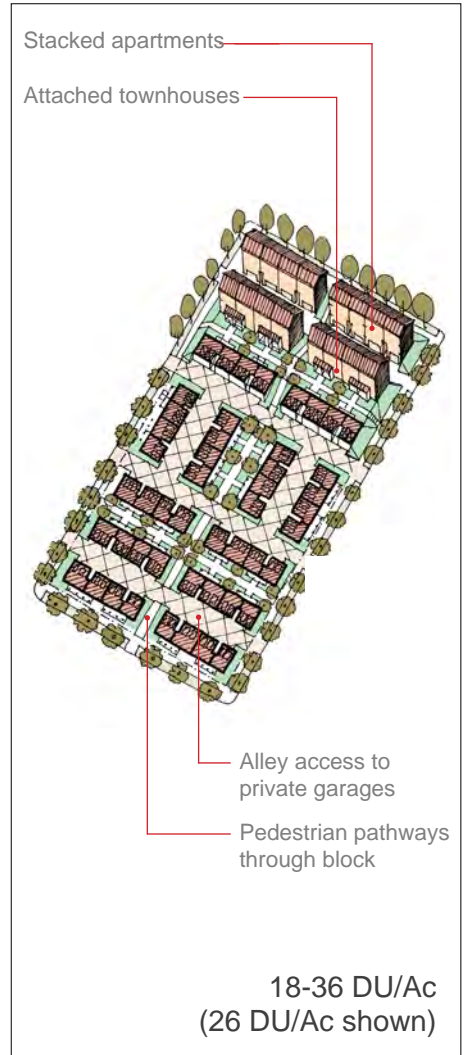 Stacked apartments
Attached townhouses
Alley access to
private garages
Pedestrian pathways
through block
18-36 DU/Ac
(26 DU/Ac shown)